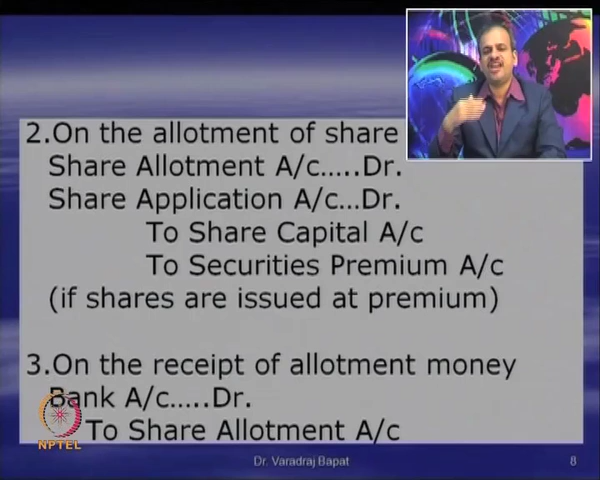 2.On the allotment of share
Share Allotment A/c.....Dr.
Share Application A/c...Dr.
To Share Capital A/c
To Securities Premium A/c
(if shares are issued at premium)
3.On the receipt of allotment money
Bank A/c.....Dr.
To Share Allotment A/c
NPTEL
Dr. Varadraj Bapat
8